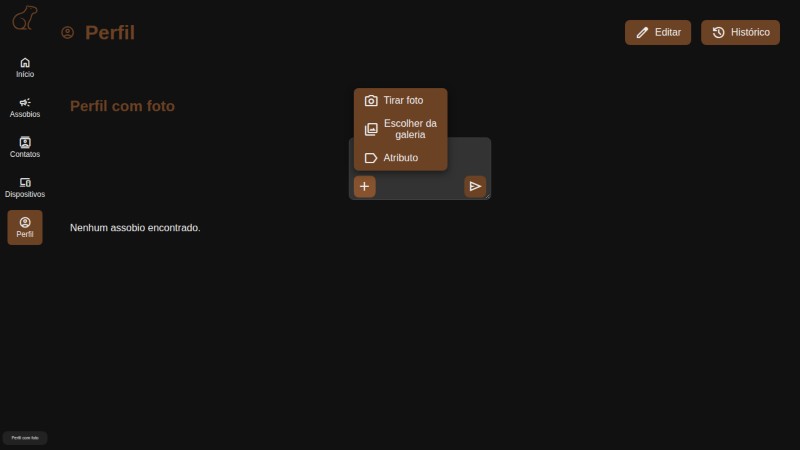 Perfil
Editar
Histórico
Início
Assobios
Contatos
Dispositivos
Perfil
Perfil com foto
Tirar foto
Escolher da
galeria
Atributo
Nenhum assobio encontrado.
Perfil com foto